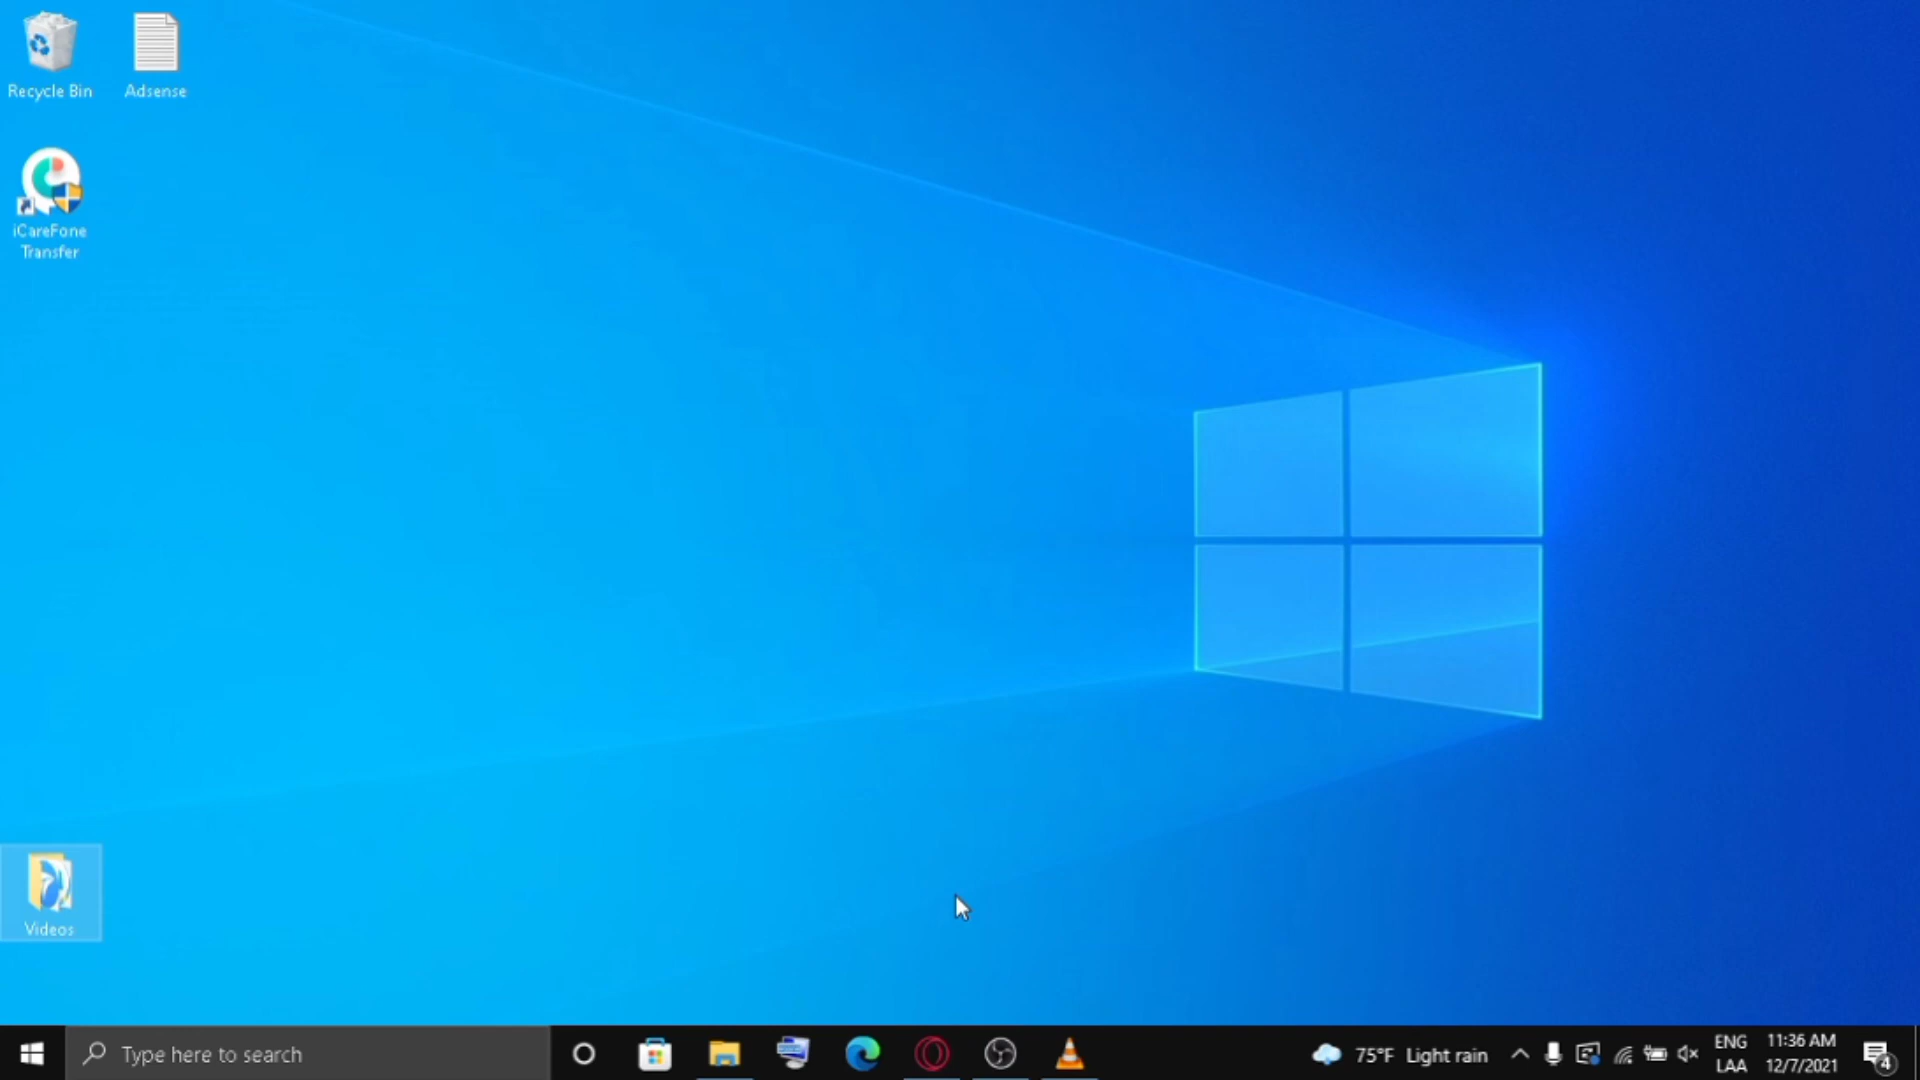 Recycle Bin
Adsense
iCareFone
Transfer
Videos
Type here to search
75°F Light rain
ENG
LAA
11:36 AM
12/7/2021
4